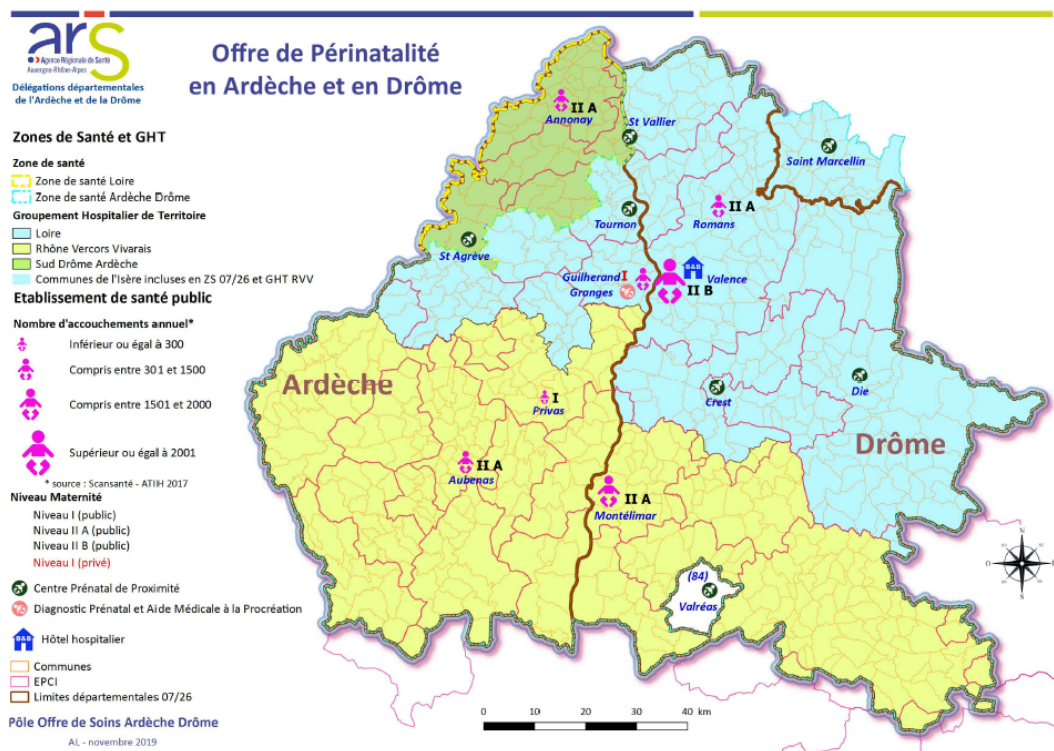 ars
Agence Régionale de Santé
Auvergne-Rhône-Alpes
Délégations départementales
de l'Ardèche et de la Drôme
Offre de Périnatalité
en Ardèche et en Drôme
Zones de Santé et GHT
Zone de santé
Zone de santé Loire
Zone de santé Ardèche Drôme
Groupement Hospitalier de Territoire
Loire
Rhône Vercors Vivarais
Sud Drôme Ardèche
Communes de l'Isère incluses en ZS 07/26 et GHT RVV
Etablissement de santé public
Nombre d'accouchements annuel*
Inférieur ou égal à 300
Compris entre 301 et 1500
Compris entre 1501 et 2000
Supérieur ou égal à 2001
* source : Scansanté - ATIH 2017
Niveau Maternité
Niveau I (public)
Niveau II A (public)
Niveau II B (public)
Niveau I (privé)
Centre Prénatal de Proximité
Diagnostic Prénatal et Aide Médicale à la Procréation
B&B
Hôtel hospitalier
Communes
EPCI
Limites départementales 07/26
Pôle Offre de Soins Ardèche Drôme
AL - novembre 2019
II A
Annonay
St Vallier
Saint Marcellin
Tournon
II A
Romans
St Agrève
Guilherand
Granges
I
B&B
Valence
II B
Ardèche
I
Privas
Crest
Die
Drôme
II A
Aubenas
II A
Montélimar
(84)
Valréas
N
O
E
S
0 10 20 30 40 km